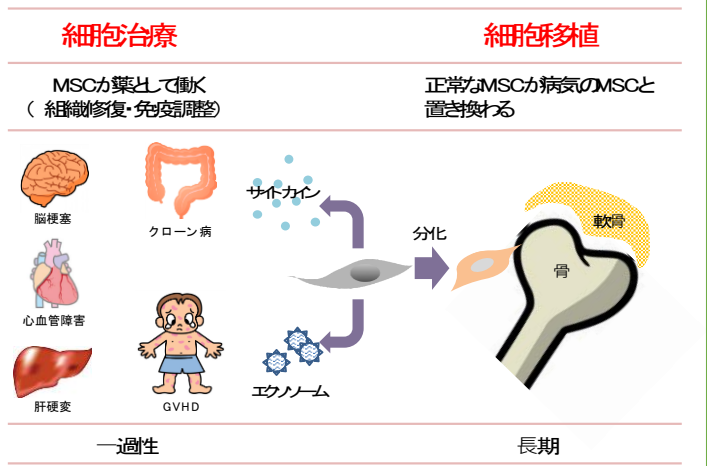 細胞治療
細胞移植
MSCが薬として働く
（組織修復・免疫調整）
正常なMSCが病気のMSCと
置き換わる
脳梗塞
クローン病
サイトカイン
分化
軟骨
骨
心血管障害
エクソソーム
肝硬変
GVHD
一過性
長期